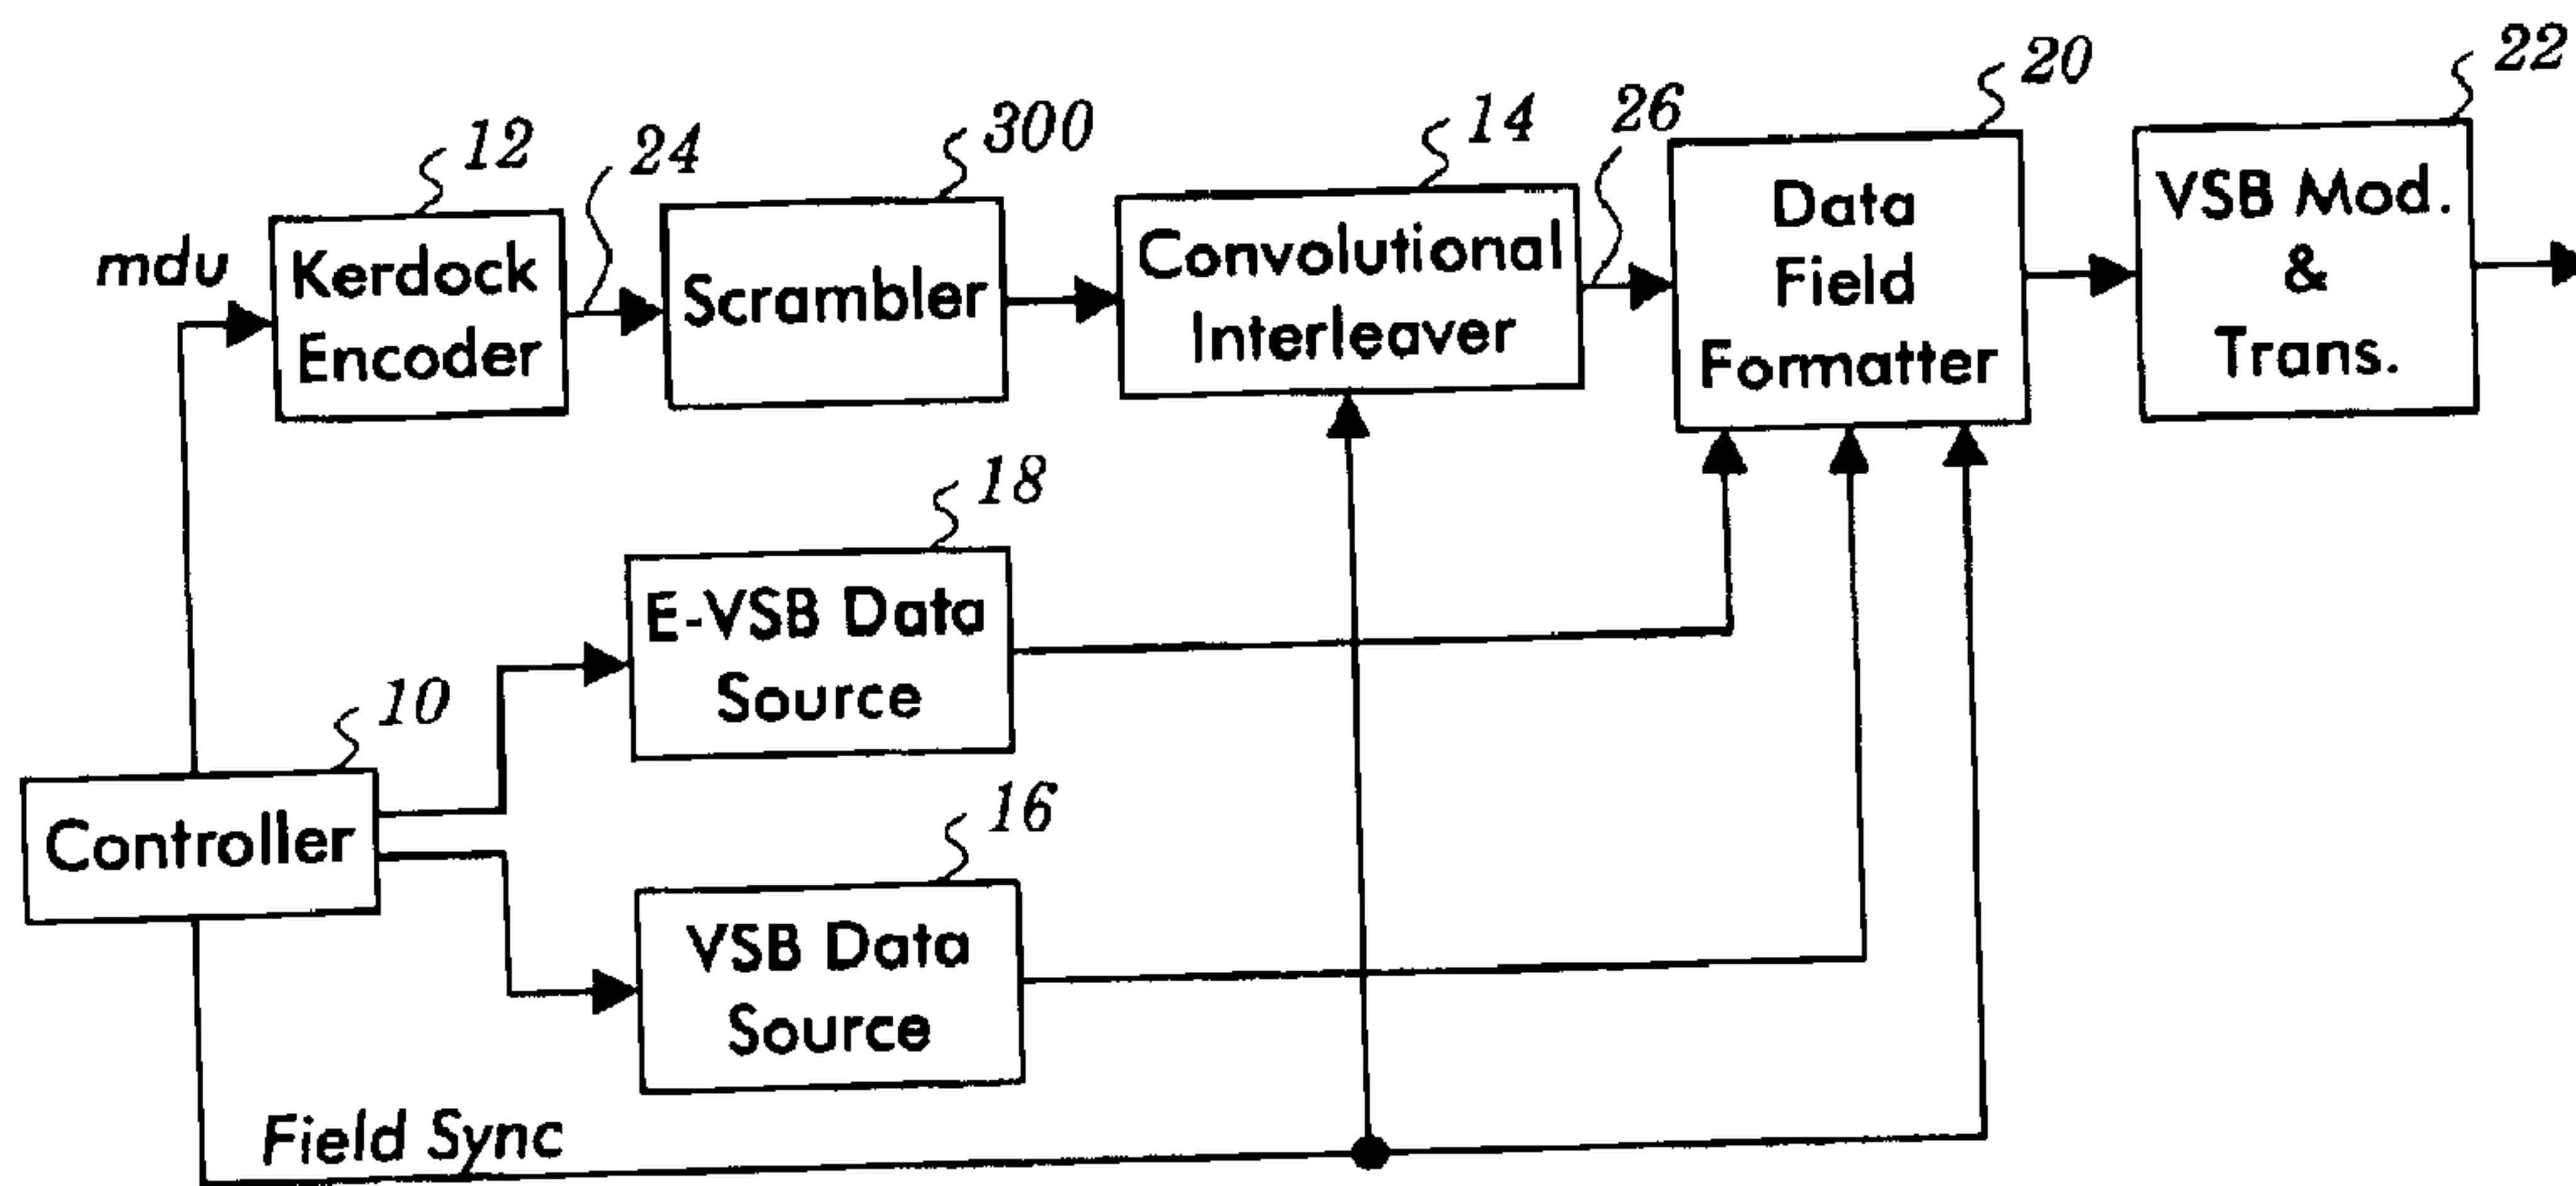 22
20
14
26
300
12
24
mdu
Kerdock
Encoder
Scrambler
Convolutional
Interleaver
Data
Field
Formatter
VSB Mod.
&
Trans.
18
E-VSB Data
Source
10
Controller
16
VSB Data
Source
Field Sync